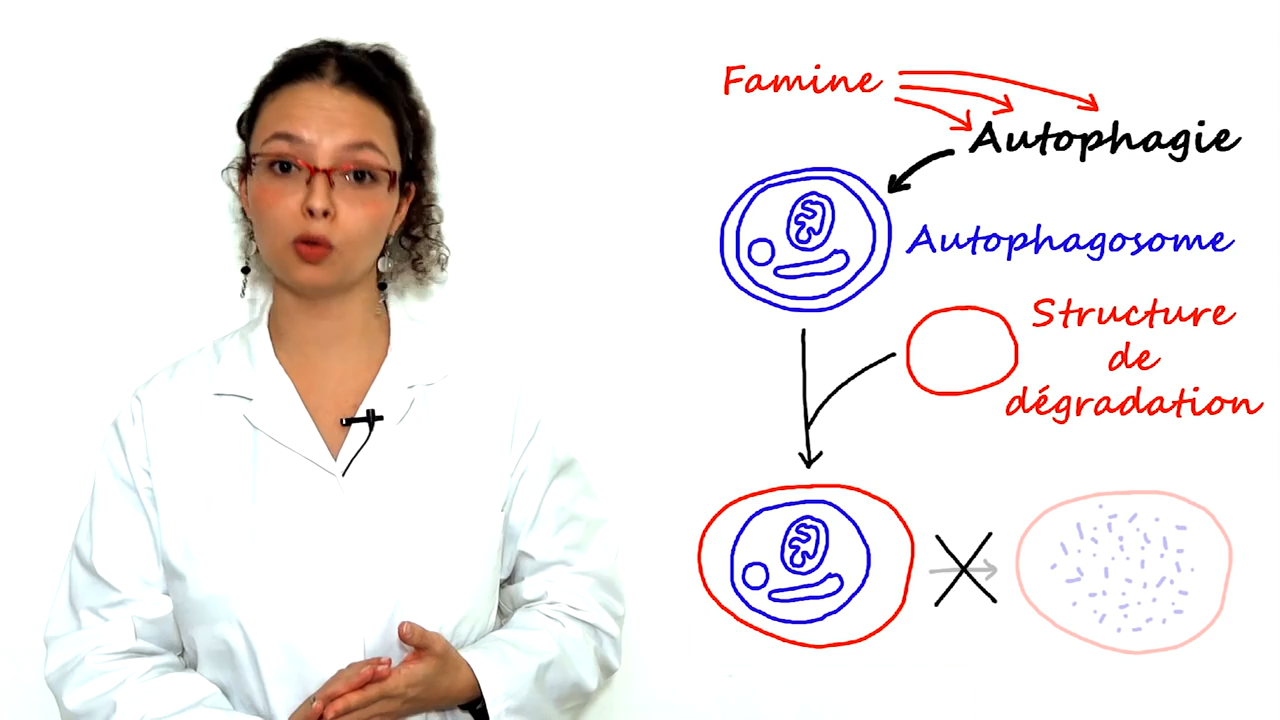 Famine
Autophagie
Autophagosome
Structure
de
dégradation